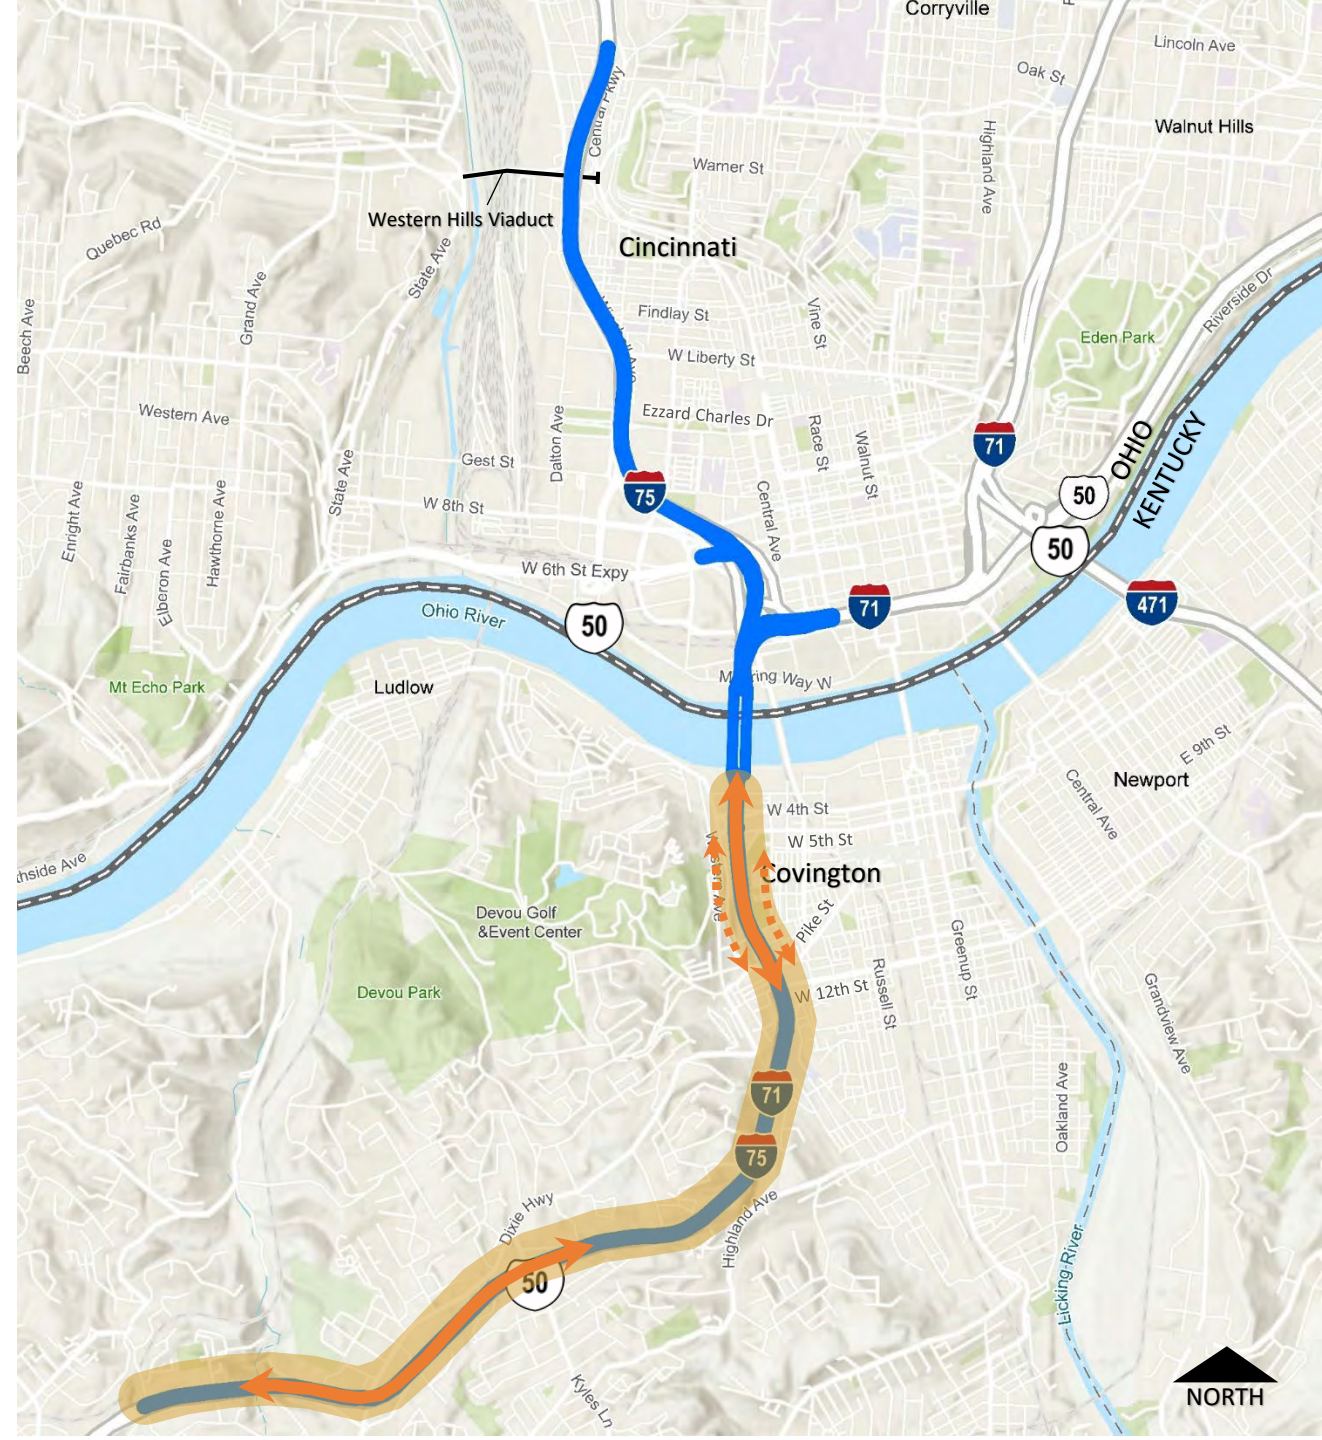 Corryville
Lincoln Ave
Oak St
Central Pkwy
Walnut Hills
Highland Ave
Warner St
Western Hills Viaduct
Quebec Rd
State Ave
Cincinnati
Grand Ave
Beech Ave
Riverside Dr
Findlay St
Vine St
Eden Park
W Liberty St
Western Ave
Ezzard Charles Dr
Dalton Ave
Race St
Walnut St
71
OHIO
KENTUCKY
Gest St
State Ave
75
50
W 8th St
Central Ave
Enright Ave
Fairbanks Ave
Elberon Ave
Hawthorne Ave
50
W 6th St Expy
Ohio River
50
71
471
Mt Echo Park
Ludlow
Way W
E 9th St
Newport
Central Ave
W 4th St
W 5th St
Covington
thside Ave
Devou Golf
&Event Center
Pike St
Greenup St
Devou Park
W 12th St
Russell St
Grandview Ave
71
Oakland Ave
75
Dixie Hwy
Highland Ave
50
Licking River
Kyles Ln
NORTH